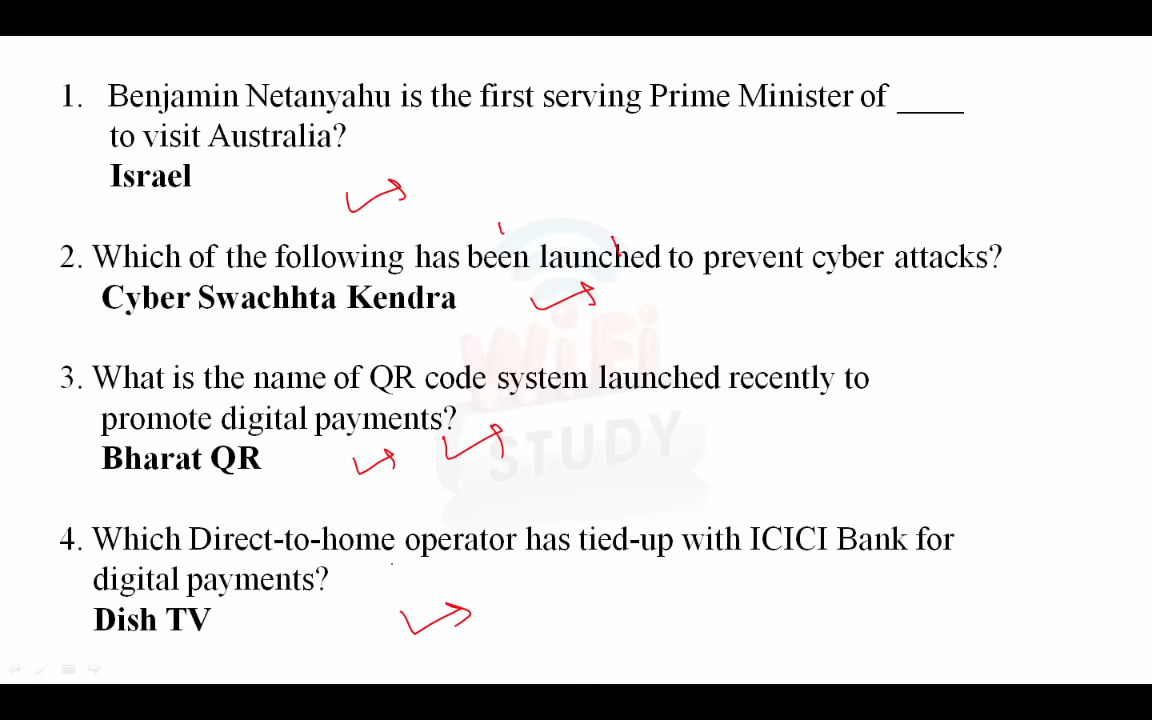 1. Benjamin Netanyahu is the first serving Prime Minister of ____
to visit Australia?
Israel
2. Which of the following has been launched to prevent cyber attacks?
Cyber Swachhta Kendra
3. What is the name of QR code system launched recently to
promote digital payments?
Bharat QR
4. Which Direct-to-home operator has tied-up with ICICI Bank for
digital payments?
Dish TV
WiFi
STUDY